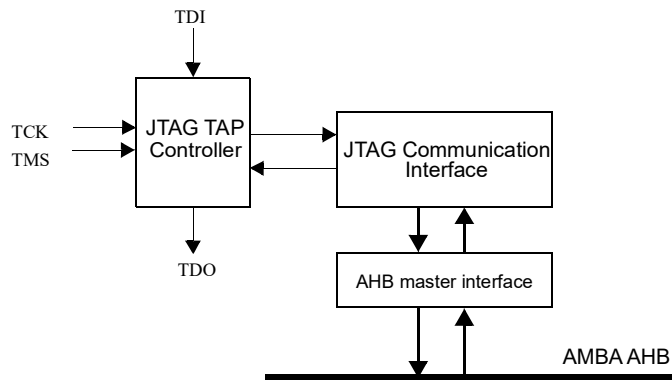 TDI
TCK
TMS
JTAG TAP
Controller
JTAG Communication
Interface
TDO
AHB master interface
AMBA AHB